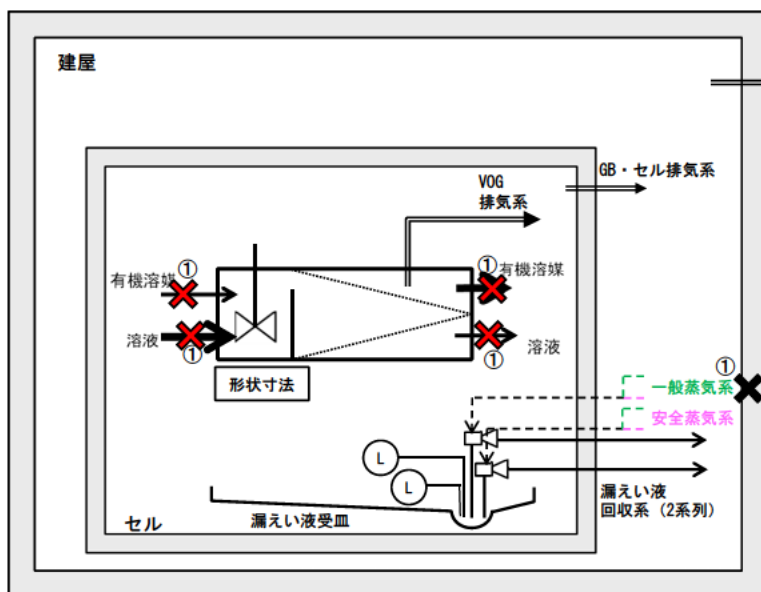 建屋
GB・セル排気系
VOG
排気系
①
有機溶媒
①
有機溶媒
溶液
①
溶液
①
形状寸法
①
一般蒸気系
安全蒸気系
L
L
漏えい液
回収系（2系列）
漏えい液受皿
セル